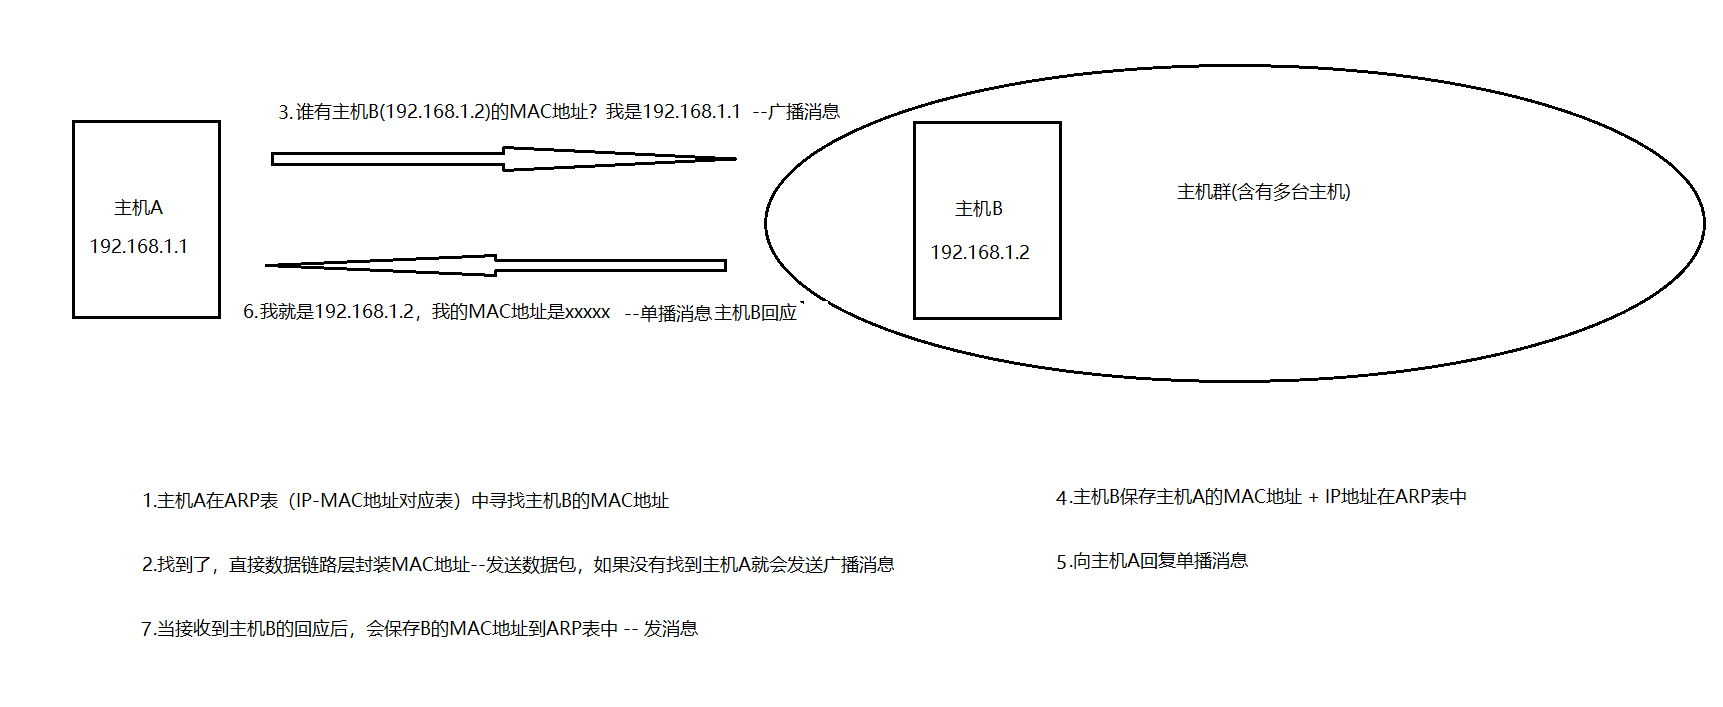 3.谁有主机B(192.168.1.2)的MAC地址？我是192.168.1.1  --广播消息
主机A
192.168.1.1
主机B
192.168.1.2
主机群(含有多台主机)
6.我就是192.168.1.2，我的MAC地址是xxxxx   --单播消息主机B回应
1.主机A在ARP表（IP-MAC地址对应表）中寻找主机B的MAC地址
2.找到了，直接数据链路层封装MAC地址--发送数据包，如果没有找到主机A就会发送广播消息
7.当接收到主机B的回应后，会保存B的MAC地址到ARP表中 -- 发消息
4.主机B保存主机A的MAC地址 + IP地址在ARP表中
5.向主机A回复单播消息